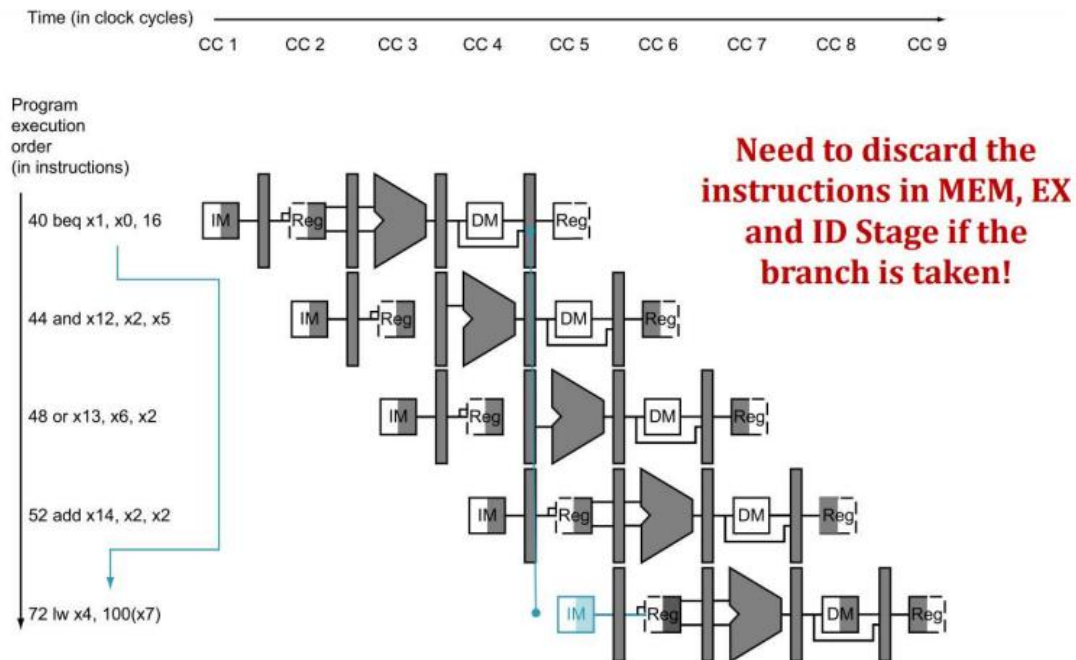 Time (in clock cycles)
CC 1 CC 2 CC 3 CC 4 CC 5 CC 6 CC 7 CC 8 CC 9
Program
execution
order
(in instructions)
Need to discard the
instructions in MEM, EX
and ID Stage if the
branch is taken!
40 beq x1, x0, 16
IM Reg DM Reg
44 and x12, x2, x5
IM Reg DM Reg
48 or x13, x6, x2
IM Reg DM Reg
52 add x14, x2, x2
IM Reg DM Reg
72 lw x4, 100(x7)
IM Reg DM Reg